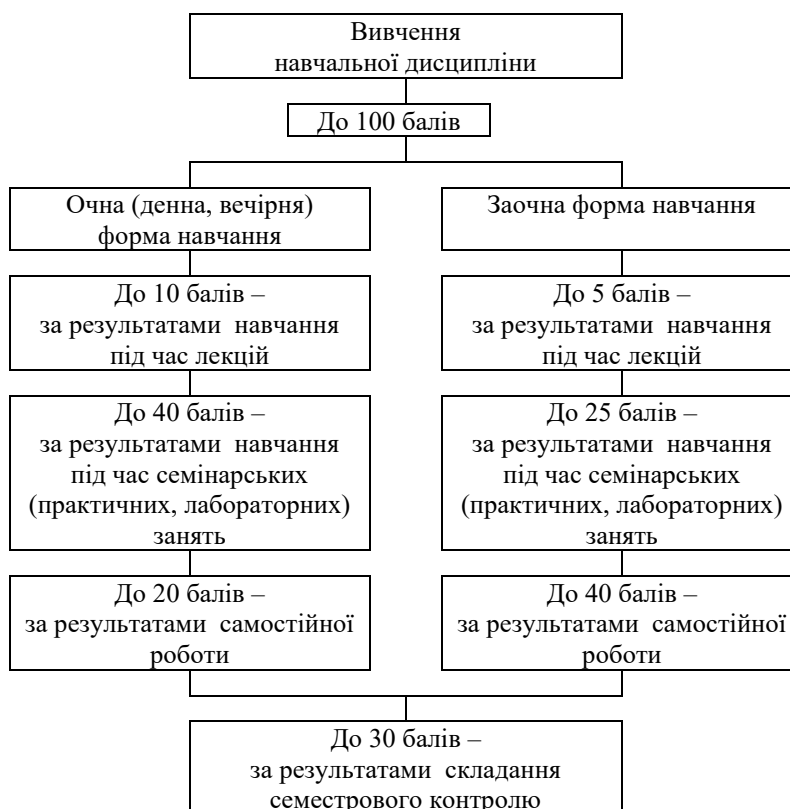 Вивчення
навчальної дисципліни
До 100 балів
Очна (денна, вечірня)
форма навчання
Заочна форма навчання
До 10 балів –
за результатами навчання
під час лекцій
До 5 балів –
за результатами навчання
під час лекцій
До 40 балів –
за результатами навчання
під час семінарських
(практичних, лабораторних)
занять
До 25 балів –
за результатами навчання
під час семінарських
(практичних, лабораторних)
занять
До 20 балів –
за результатами самостійної
роботи
До 40 балів –
за результатами самостійної
роботи
До 30 балів –
за результатами складання
семестрового контролю